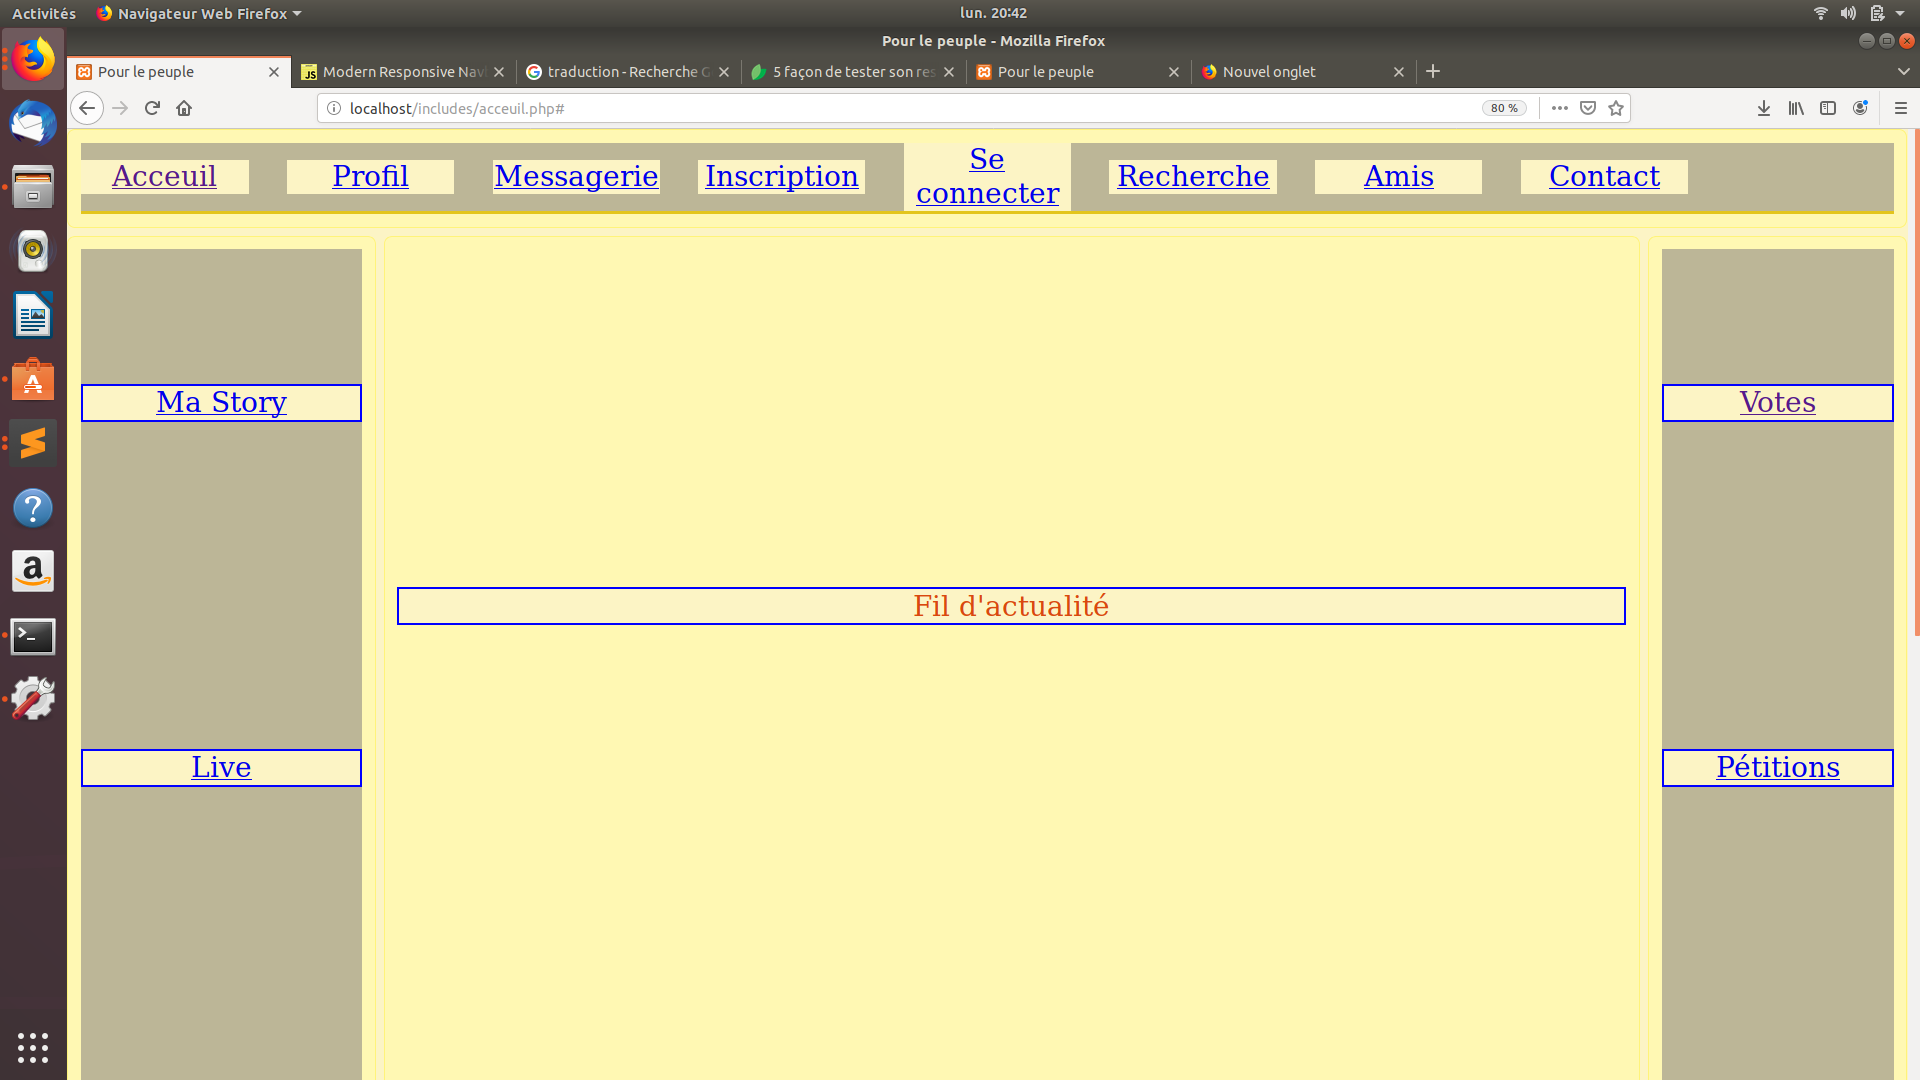 Activités Navigateur Web Firefox lun. 20:42
Pour le peuple - Mozilla Firefox
Pour le peuple Modern Responsive Navi traduction - Recherche G 5 façon de tester son res Pour le peuple Nouvel onglet
localhost/includes/acceuil.php# 80 %
Acceuil Profil Messagerie Inscription Se connecter Recherche Amis Contact
Ma Story Votes
Fil d'actualité
Live Pétitions